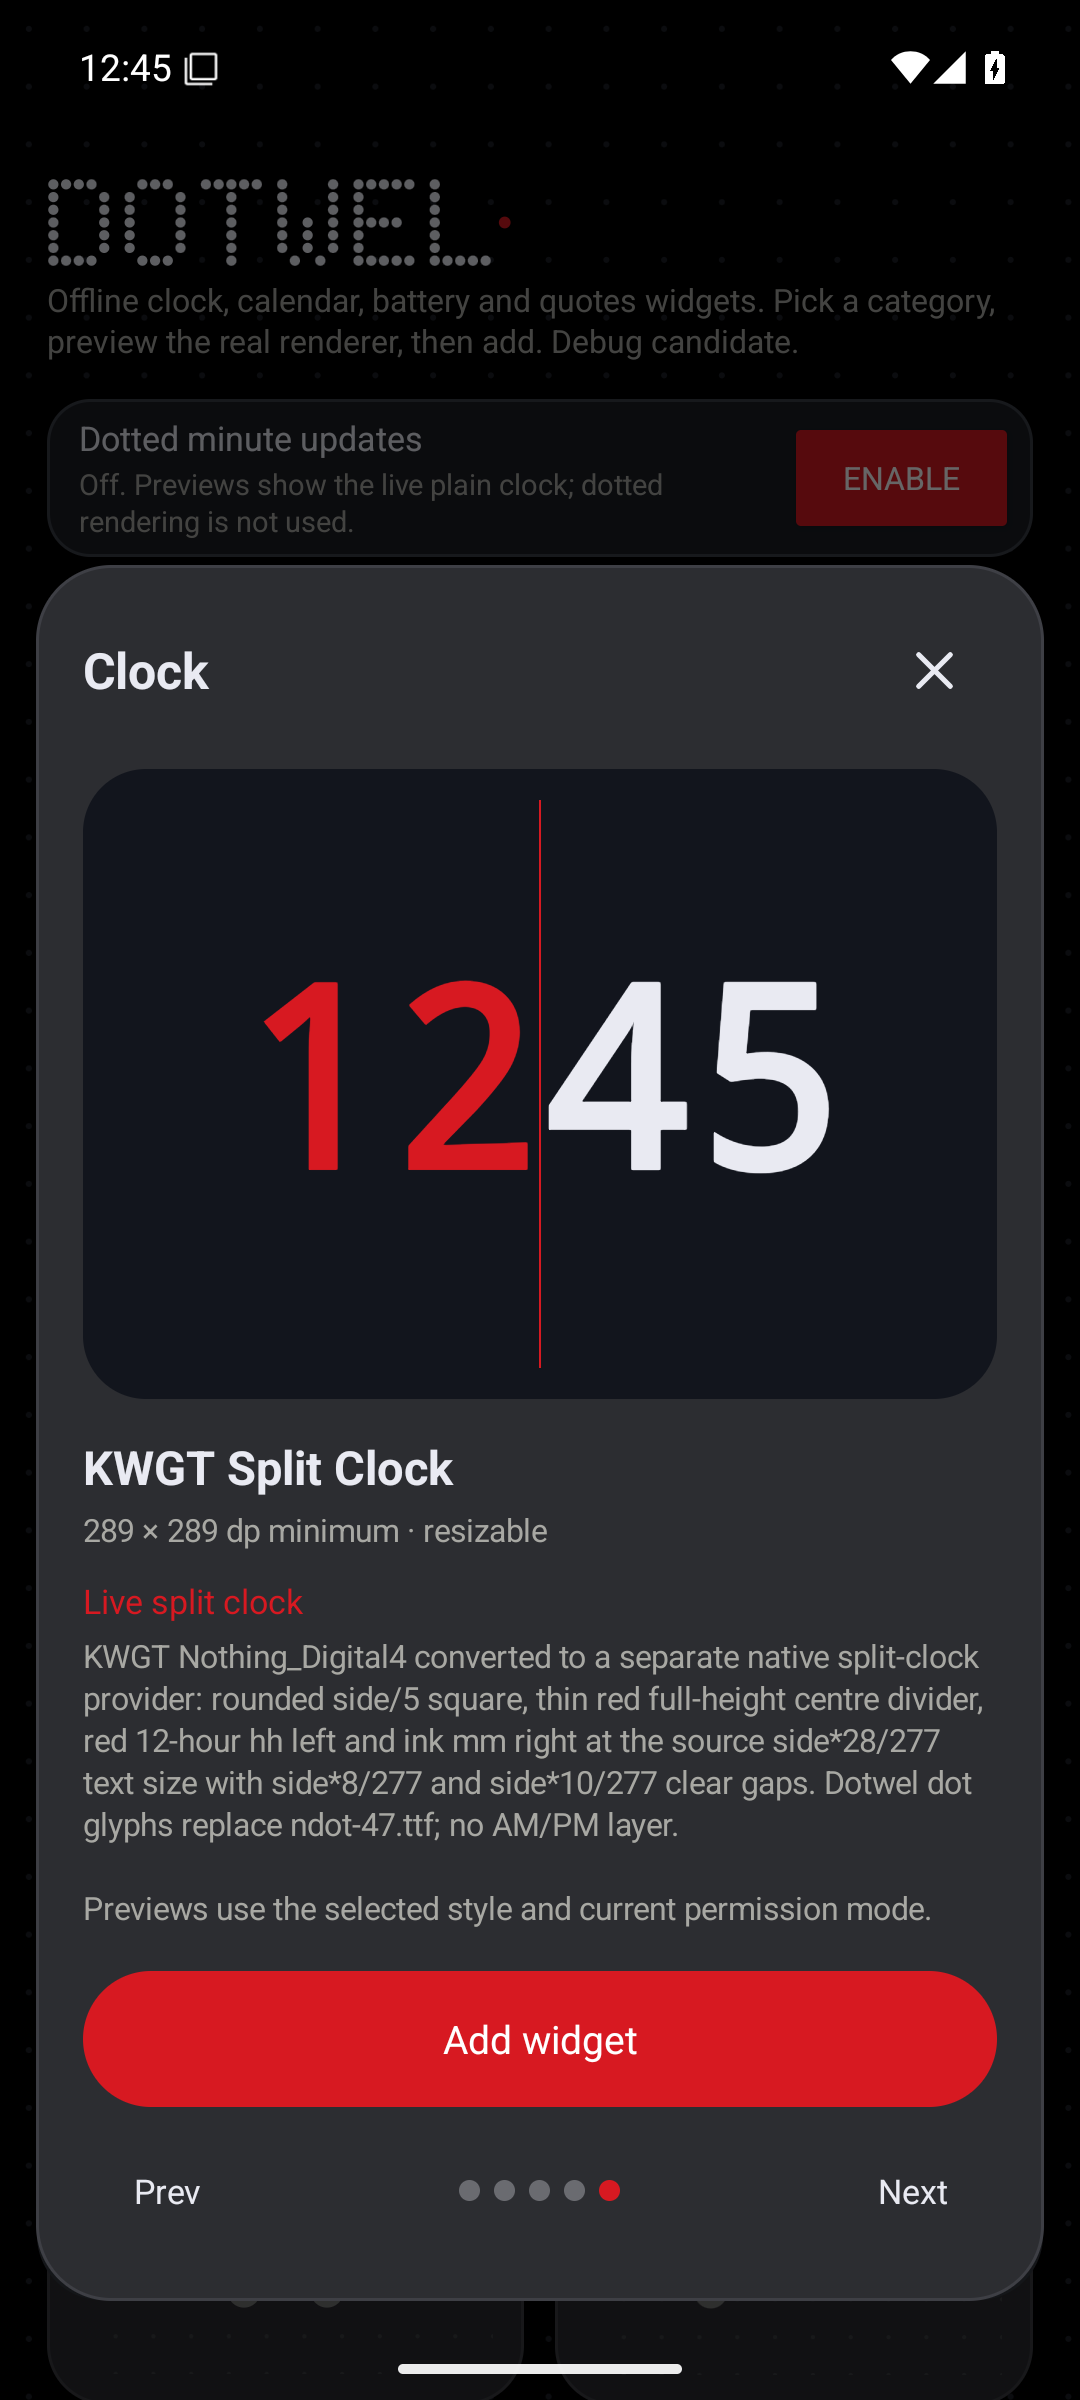 12:45
DOTWEL
Offline clock, calendar, battery and quotes widgets. Pick a category,
preview the real renderer, then add. Debug candidate.
Dotted minute updates
Off. Previews show the live plain clock; dotted
rendering is not used.
ENABLE
Clock
12 45
KWGT Split Clock
289 × 289 dp minimum · resizable
Live split clock
KWGT Nothing_Digital4 converted to a separate native split-clock
provider: rounded side/5 square, thin red full-height centre divider,
red 12-hour hh left and ink mm right at the source side*28/277
text size with side*8/277 and side*10/277 clear gaps. Dotwel dot
glyphs replace ndot-47.ttf; no AM/PM layer.
Previews use the selected style and current permission mode.
Add widget
Prev
Next